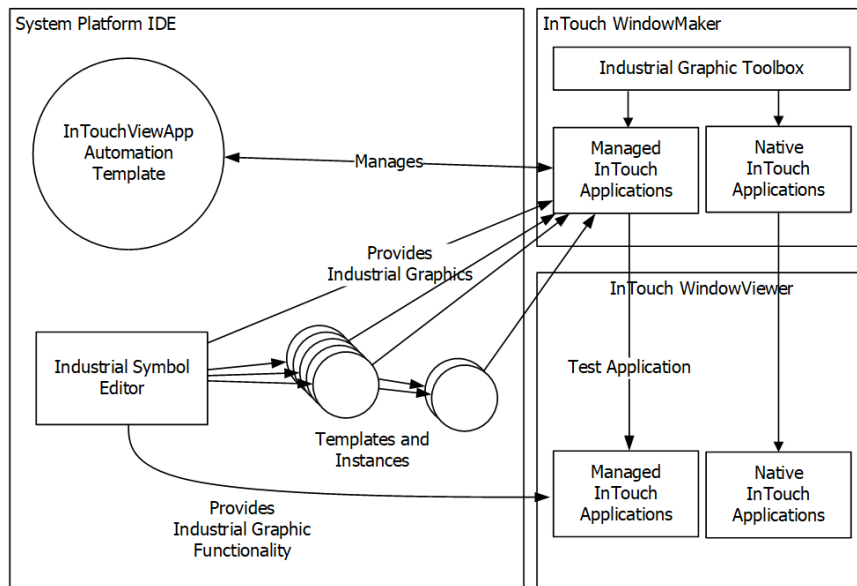 System Platform IDE
InTouch WindowMaker
Industrial Graphic Toolbox
InTouchViewApp
Automation
Template
Manages
Managed
InTouch
Applications
Native
InTouch
Applications
Provides
Industrial Graphics
InTouch WindowViewer
Industrial Symbol
Editor
Test Application
Templates and
Instances
Managed
InTouch
Applications
Native
InTouch
Applications
Provides
Industrial Graphic
Functionality